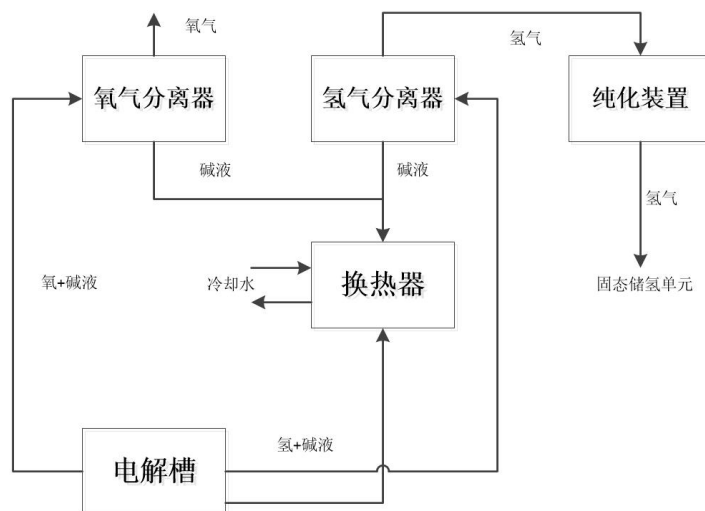 氧气
氢气
氧气分离器
氢气分离器
纯化装置
碱液
碱液
氢气
氧+碱液
冷却水
换热器
固态储氢单元
氢+碱液
电解槽